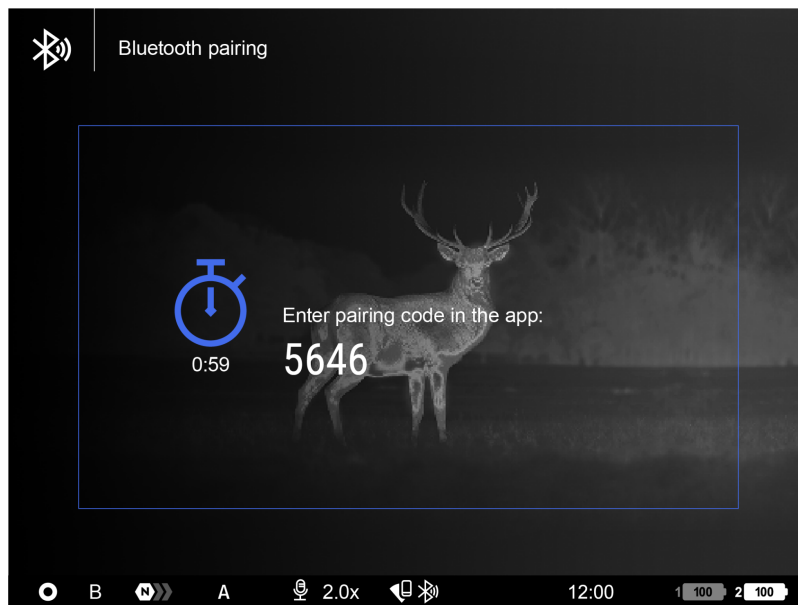 Bluetooth pairing
Enter pairing code in the app:
0:59
5646
B N A 2.0x 12:00 1 100 2 100